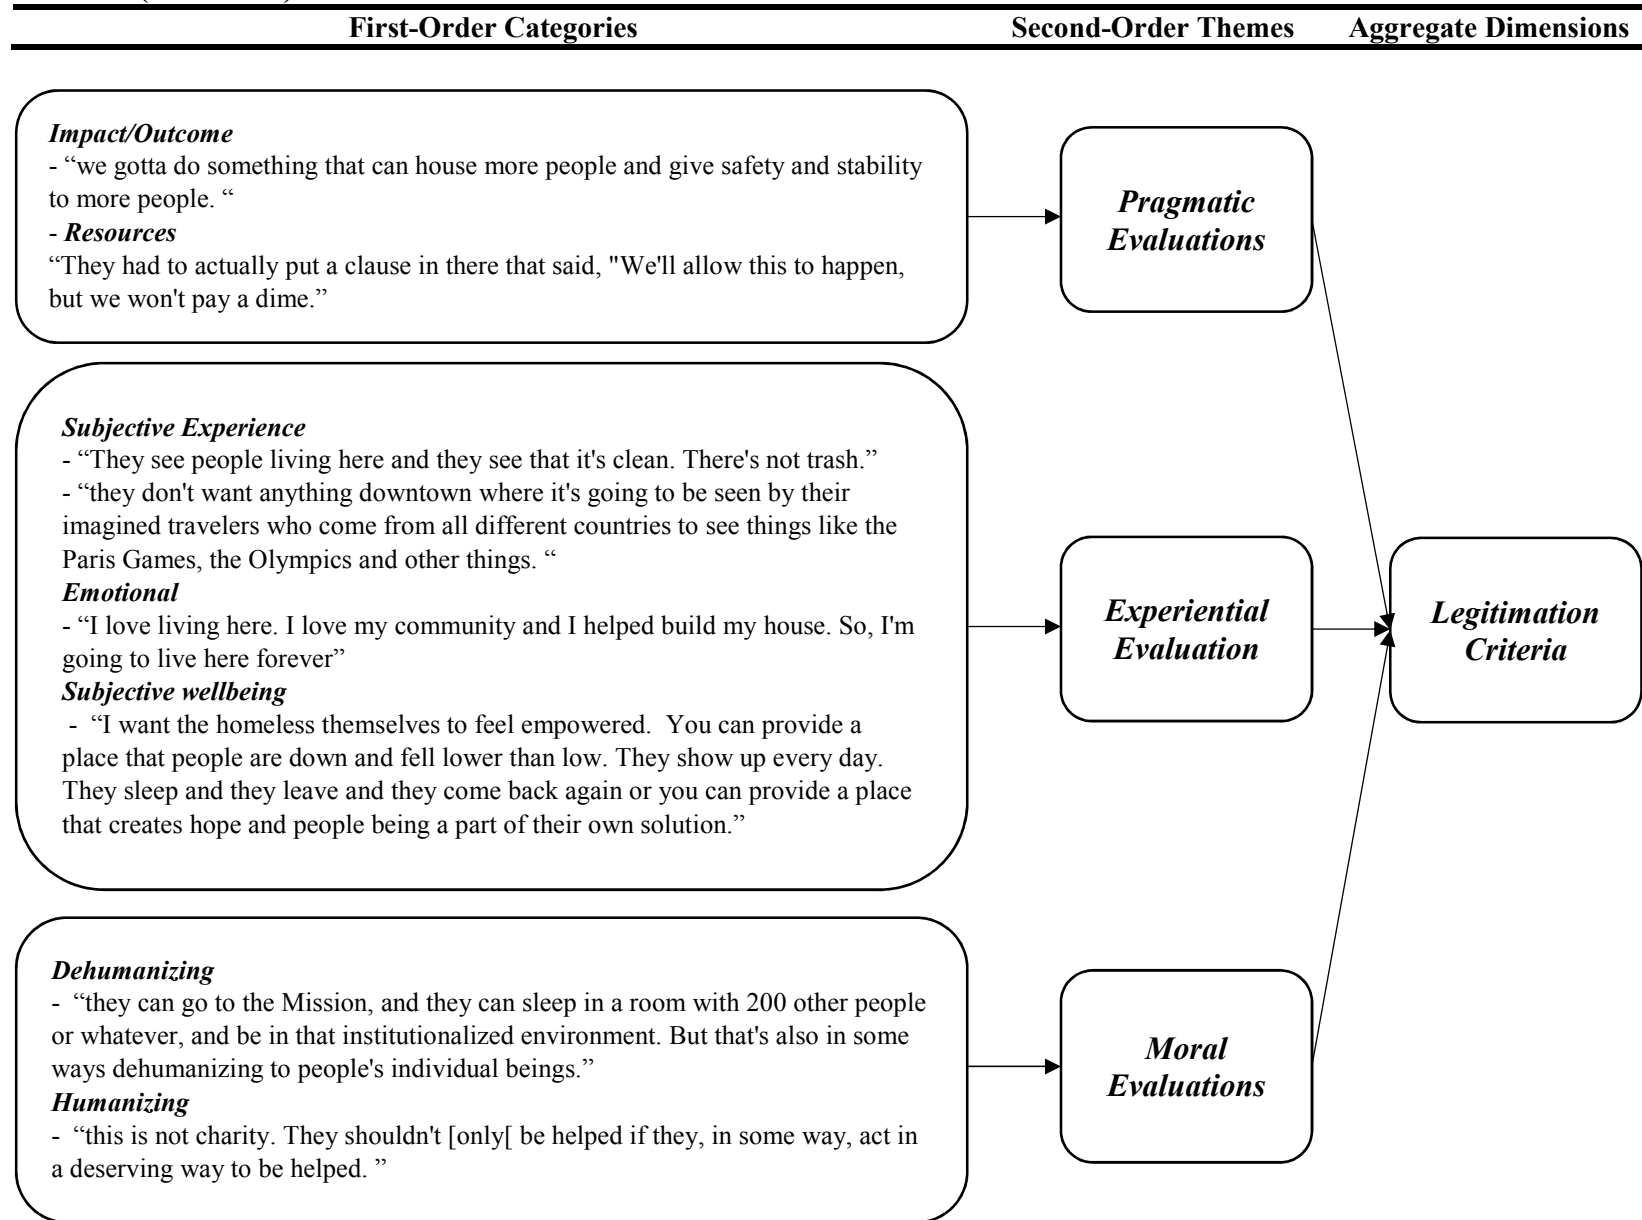 First-Order Categories
Second-Order Themes
Aggregate Dimensions
Impact/Outcome
- “we gotta do something that can house more people and give safety and stability
to more people. “
- Resources
“They had to actually put a clause in there that said, "We'll allow this to happen,
but we won't pay a dime.”
Pragmatic
Evaluations
Subjective Experience
- “They see people living here and they see that it's clean. There's not trash.”
- “they don't want anything downtown where it's going to be seen by their
imagined travelers who come from all different countries to see things like the
Paris Games, the Olympics and other things. “
Emotional
- “I love living here. I love my community and I helped build my house. So, I'm
going to live here forever”
Subjective wellbeing
- “I want the homeless themselves to feel empowered.  You can provide a
place that people are down and fell lower than low. They show up every day.
They sleep and they leave and they come back again or you can provide a place
that creates hope and people being a part of their own solution.”
Experiential
Evaluation
Legitimation
Criteria
Dehumanizing
-  “they can go to the Mission, and they can sleep in a room with 200 other people
or whatever, and be in that institutionalized environment. But that's also in some
ways dehumanizing to people's individual beings.”
Humanizing
-  “this is not charity. They shouldn't [only[ be helped if they, in some way, act in
a deserving way to be helped. ”
Moral
Evaluations